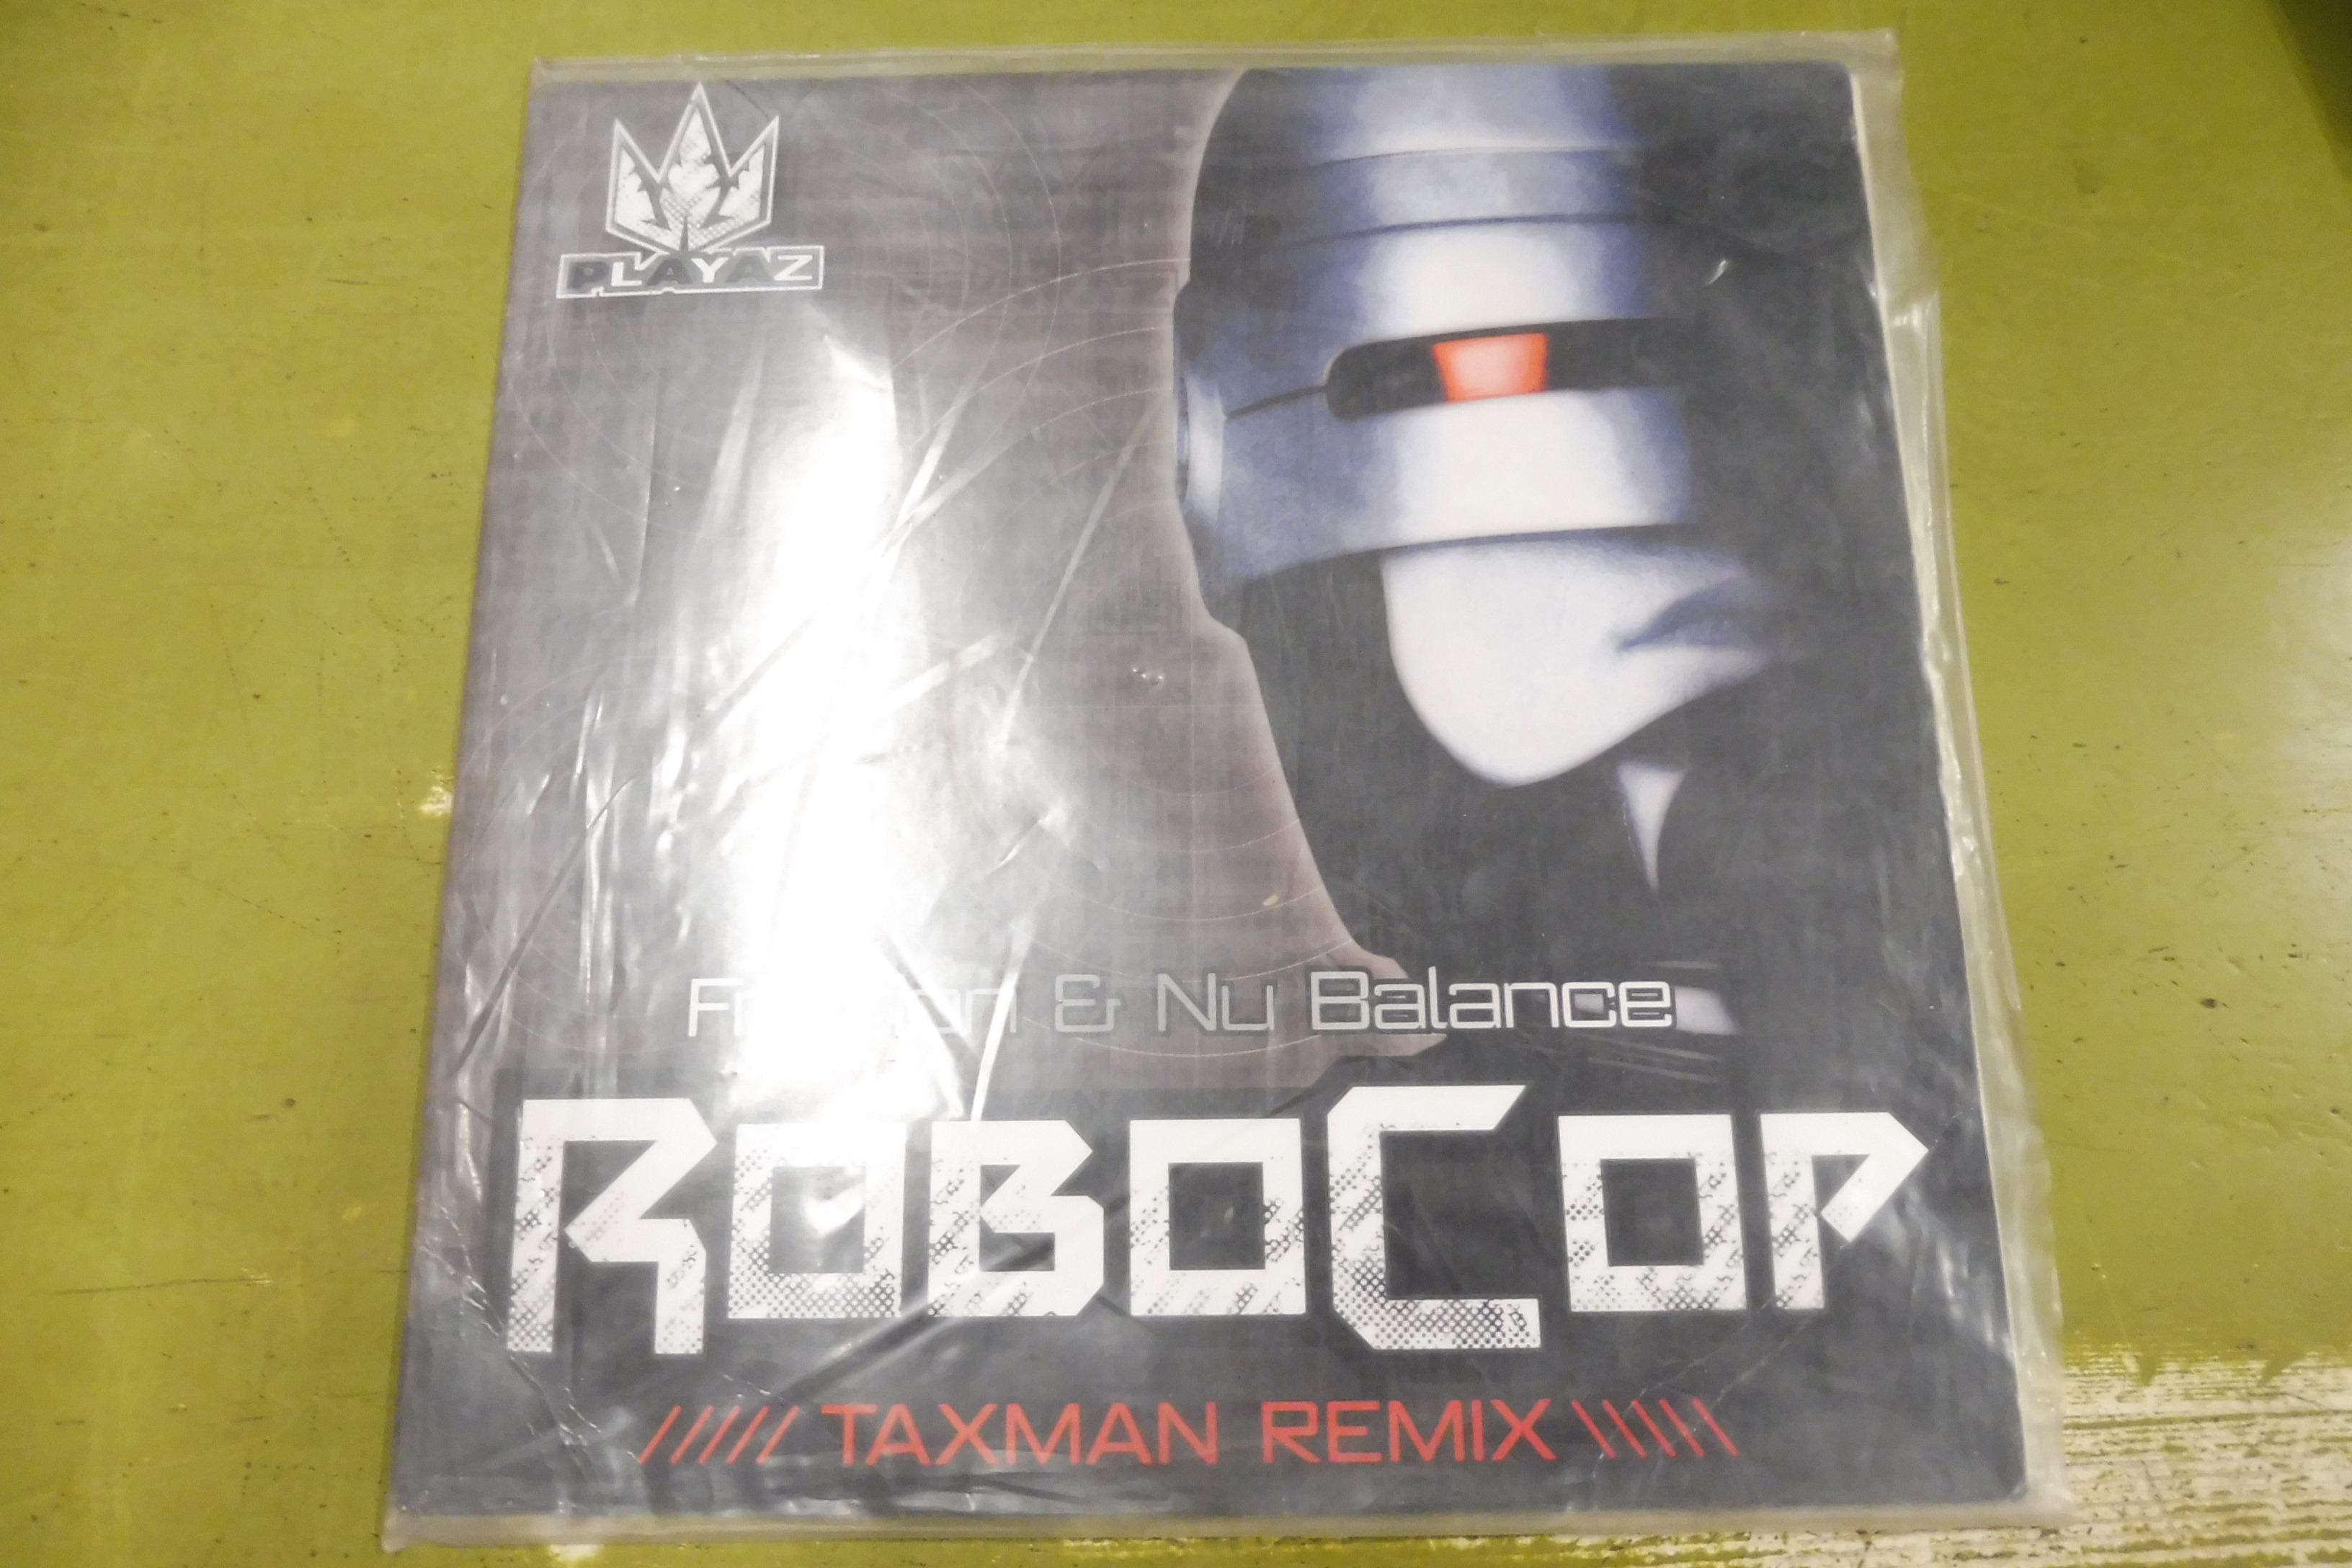 PLAYAZ
& Nu Balance
ROBOCOP
///// TAXMAN REMIX \\\\\